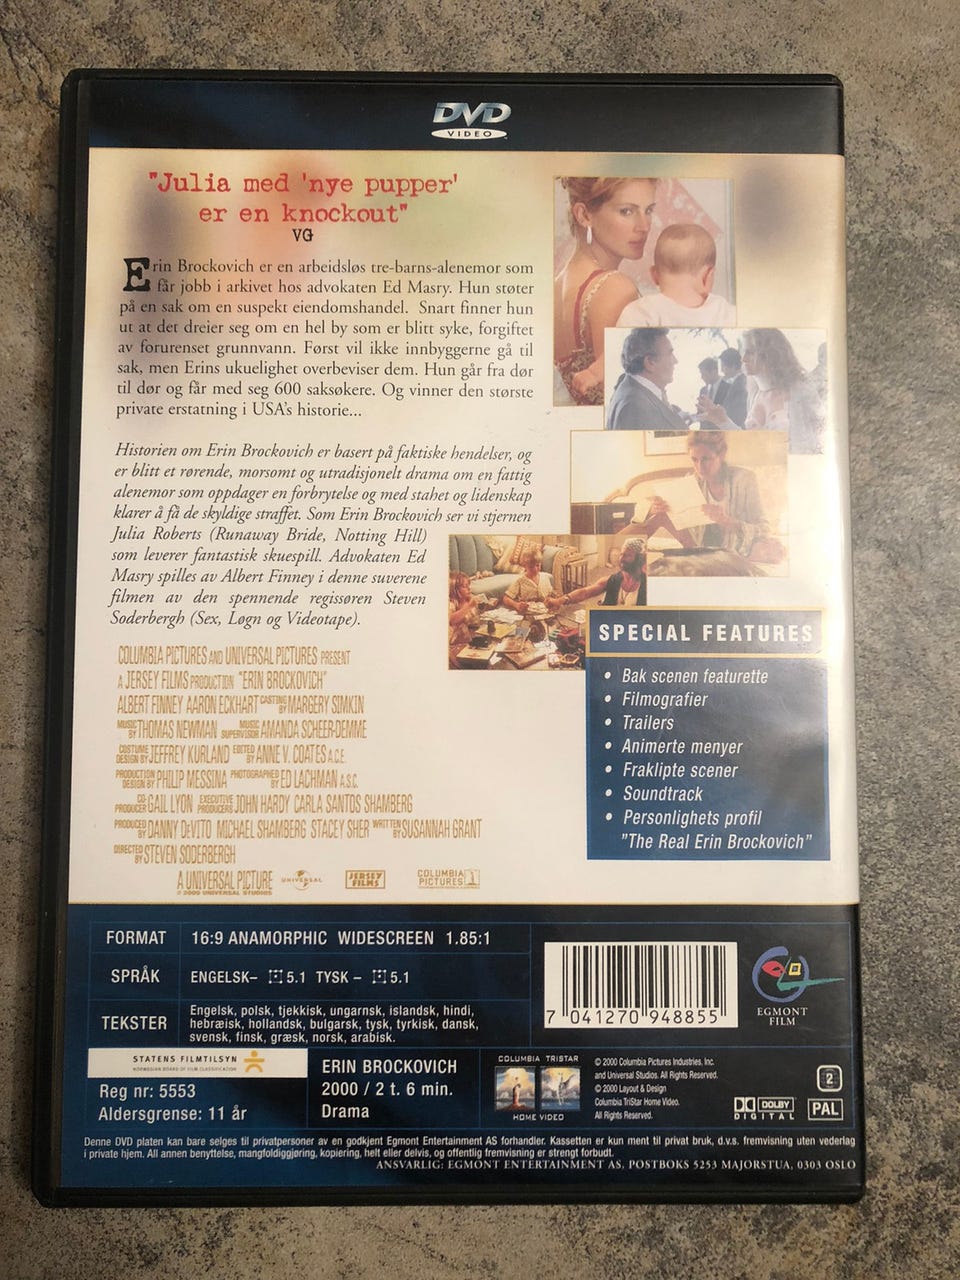 DVD
VIDEO
"Julia med 'nye pupper'
er en knockout"
VG
Erin Brockovich er en arbeidsløs tre-barns-alenemor som
får jobb i arkivet hos advokaten Ed Masry. Hun støter
på en sak om en suspekt eiendomshandel. Snart finner hun
ut at det dreier seg om en hel by som er blitt syke, forgiftet
av forurenset grunnvann. Først vil ikke innbyggerne gå til
sak, men Erins ukuelighet overbeviser dem. Hun går fra dør
til dør og får med seg 600 saksøkere. Og vinner den største
private erstatning i USA's historie...
Historien om Erin Brockovich er basert på faktiske hendelser, og
er blitt et rørende, morsomt og utradisjonelt drama om en fattig
alenemor som oppdager en forbrytelse og med stahet og lidenskap
klarer å få de skyldige straffet. Som Erin Brockovich ser vi stjernen
Julia Roberts (Runaway Bride, Notting Hill)
som leverer fantastisk skuespill. Advokaten Ed
Masry spilles av Albert Finney i denne suverene
filmen av den spennende regissøren Steven
Soderbergh (Sex, Løgn og Videotape).
COLUMBIA PICTURES AND UNIVERSAL PICTURES PRESENT
A JERSEY FILMS PRODUCTION "ERIN BROCKOVICH"
ALBERT FINNEY AARON ECKHART CASTING BY MARGERY SIMKIN
MUSIC BY THOMAS NEWMAN MUSIC SUPERVISOR AMANDA SCHEER-DEMME
COSTUME DESIGN BY JEFFREY KURLAND EDITED BY ANNE V. COATES A.C.E.
PRODUCTION DESIGN BY PHILIP MESSINA PHOTOGRAPHED BY ED LACHMAN A.S.C.
CO-PRODUCER GAIL LYON EXECUTIVE PRODUCERS JOHN HARDY CARLA SANTOS SHAMBERG
PRODUCED BY DANNY DeVITO MICHAEL SHAMBERG STACEY SHER WRITTEN BY SUSANNAH GRANT
DIRECTED BY STEVEN SODERBERGH
A UNIVERSAL PICTURE UNIVERSAL JERSEY FILMS COLUMBIA PICTURES
© 2000 UNIVERSAL STUDIOS
SPECIAL FEATURES
• Bak scenen featurette
• Filmografier
• Trailers
• Animerte menyer
• Fraklipte scener
• Soundtrack
• Personlighets profil
"The Real Erin Brockovich"
FORMAT 16:9 ANAMORPHIC WIDESCREEN 1.85:1
SPRÅK ENGELSK– 5.1 TYSK – 5.1
TEKSTER Engelsk, polsk, tjekkisk, ungarnsk, islandsk, hindi,
hebræisk, hollandsk, bulgarsk, tysk, tyrkisk, dansk,
svensk, finsk, græsk, norsk, arabisk.
7 041270 948855
EGMONT
FILM
STATENS FILMTILSYN
NORWEGIAN BOARD OF FILM CLASSIFICATION
Reg nr: 5553
Aldersgrense: 11 år
ERIN BROCKOVICH
2000 / 2 t. 6 min.
Drama
COLUMBIA TRISTAR
HOME VIDEO
© 2000 Columbia Pictures Industries, Inc.
and Universal Studios. All Rights Reserved.
© 2000 Layout & Design
Columbia TriStar Home Video.
All Rights Reserved.
2
DOLBY
DIGITAL
PAL
Denne DVD platen kan bare selges til privatpersoner av en godkjent Egmont Entertainment AS forhandler. Kassetten er kun ment til privat bruk, d.v.s. fremvisning uten vederlag
i private hjem. All annen benyttelse, mangfoldiggjøring, kopiering, helt eller delvis, og offentlig fremvisning er strengt forbudt.
ANSVARLIG: EGMONT ENTERTAINMENT AS, POSTBOKS 5253 MAJORSTUA, 0303 OSLO